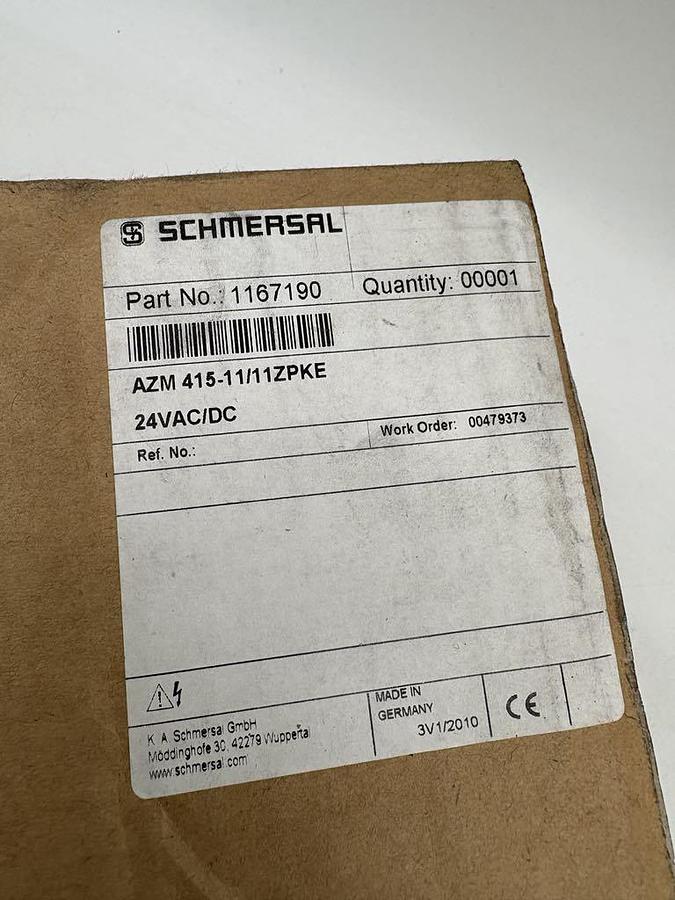 SCHMERSAL
Part No.: 1167190 Quantity: 00001
AZM 415-11/11ZPKE
24VAC/DC
Ref. No.: Work Order: 00479373
K. A. Schmersal GmbH
Möddinghofe 30, 42279 Wuppertal
www.schmersal.com
MADE IN
GERMANY
3V1/2010
CE